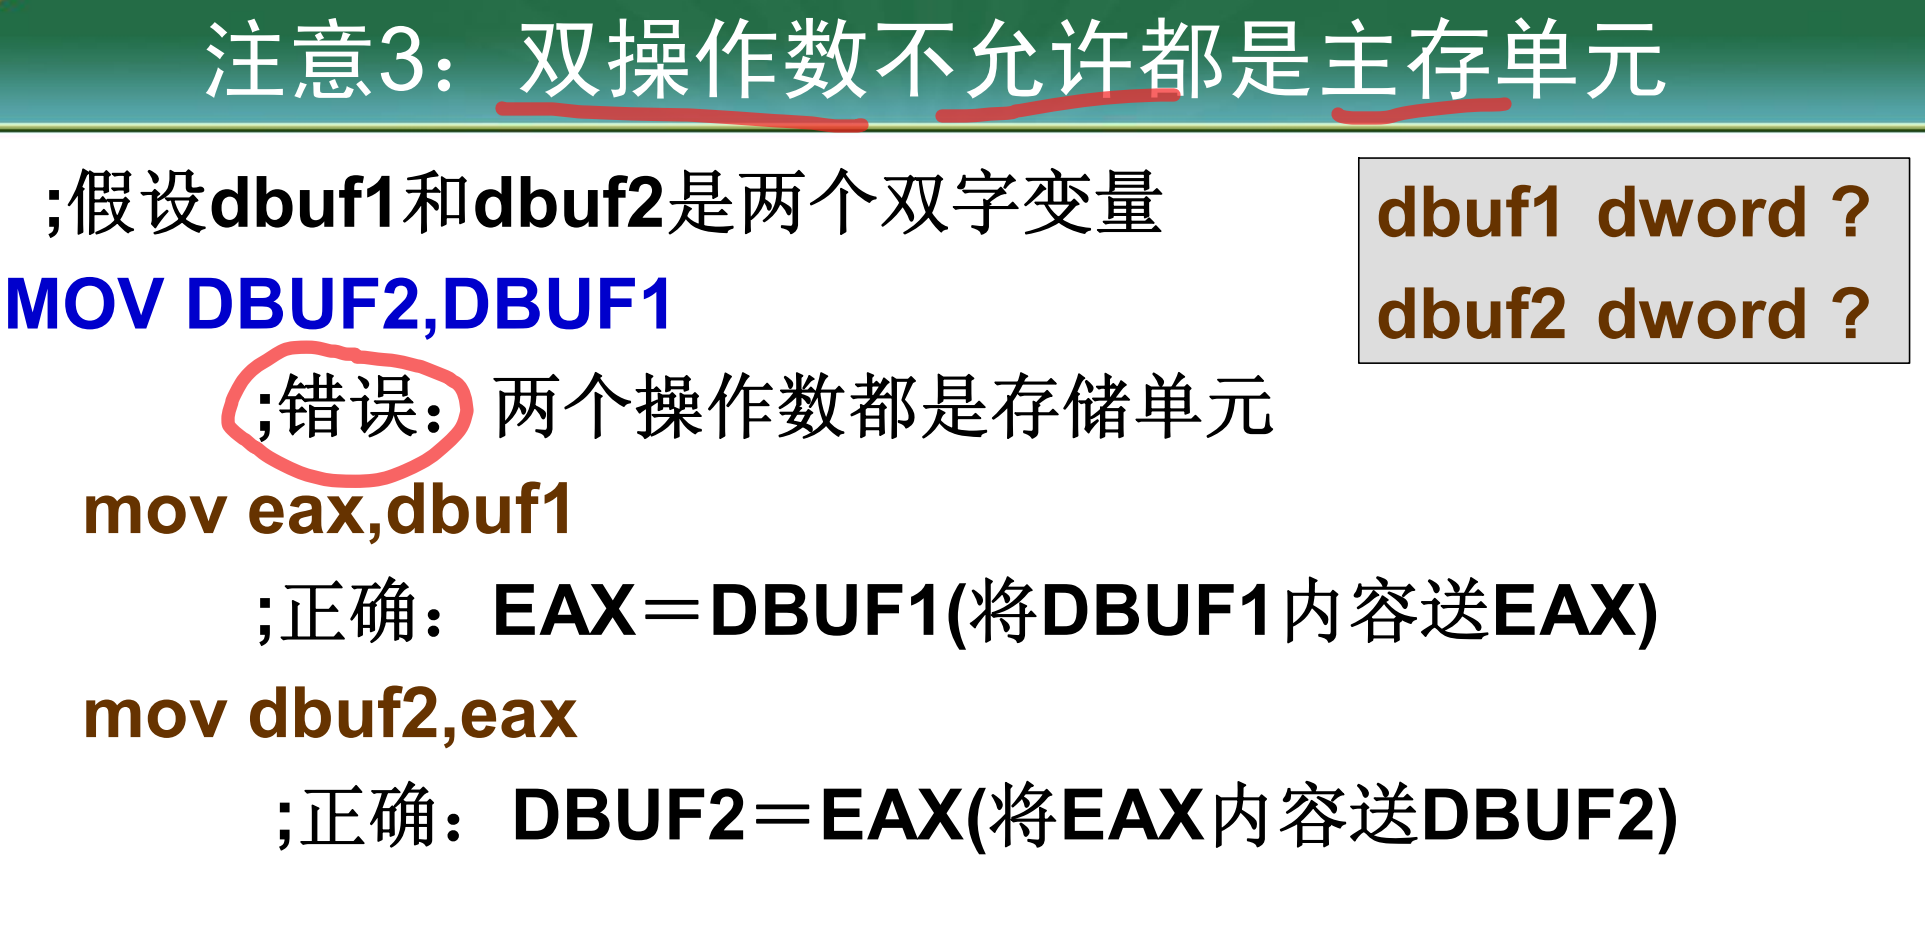 注意3：双操作数不允许都是主存单元
;假设dbuf1和dbuf2是两个双字变量
dbuf1 dword ?
dbuf2 dword ?
MOV DBUF2,DBUF1
;错误：两个操作数都是存储单元
mov eax,dbuf1
;正确：EAX＝DBUF1(将DBUF1内容送EAX)
mov dbuf2,eax
;正确：DBUF2＝EAX(将EAX内容送DBUF2)